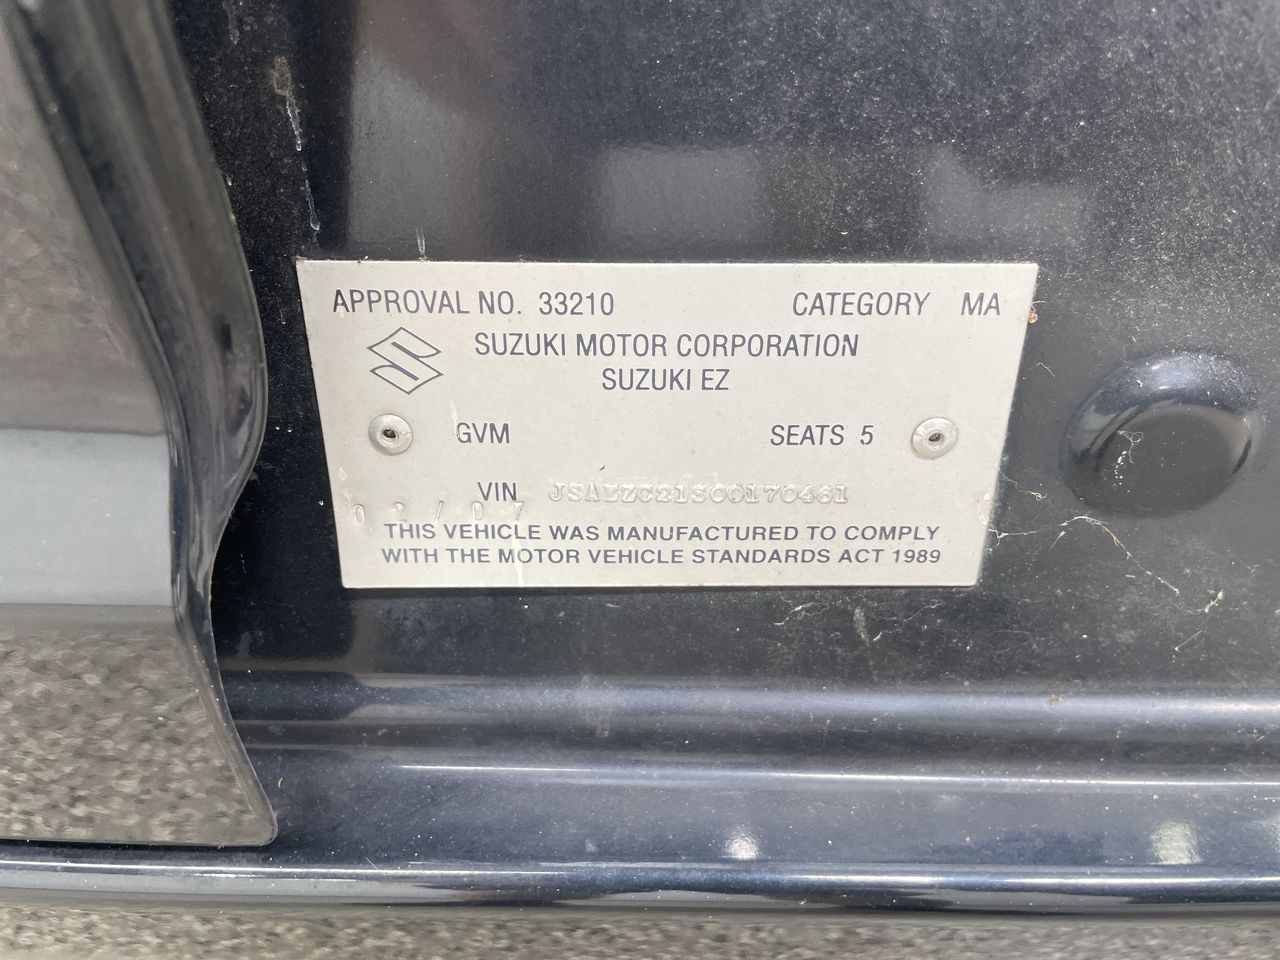 APPROVAL NO. 33210 CATEGORY MA
SUZUKI MOTOR CORPORATION
SUZUKI EZ
GVM SEATS 5
VIN JSAEZC21S00170461
02/07
THIS VEHICLE WAS MANUFACTURED TO COMPLY
WITH THE MOTOR VEHICLE STANDARDS ACT 1989